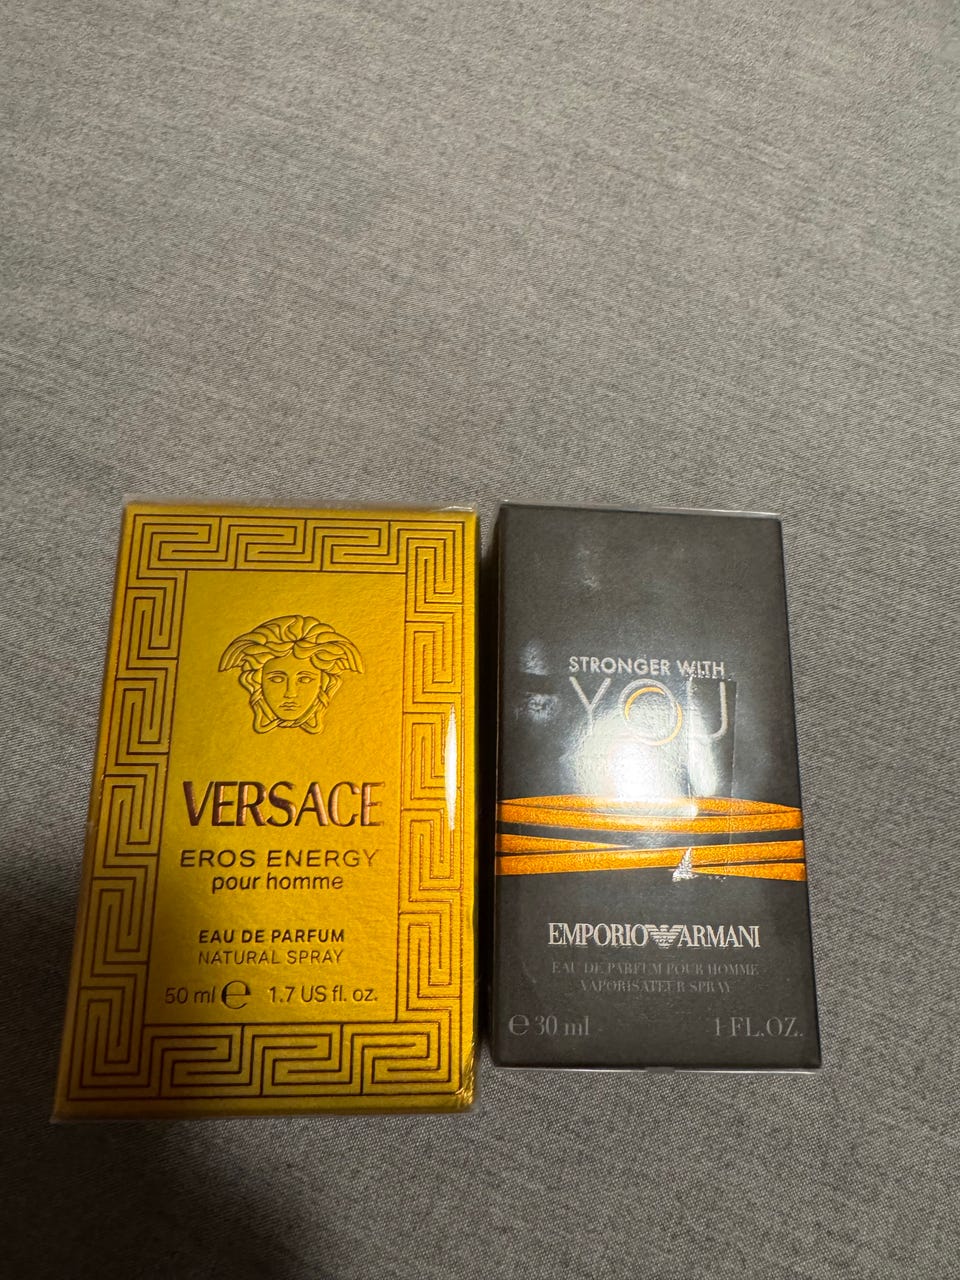 VERSACE
EROS ENERGY
pour homme
EAU DE PARFUM
NATURAL SPRAY
50 ml ℮ 1.7 US fl. oz.
STRONGER WITH
YOU
EMPORIO ARMANI
EAU DE PARFUM POUR HOMME
VAPORISATEUR SPRAY
℮ 30 ml 1 FL.OZ.